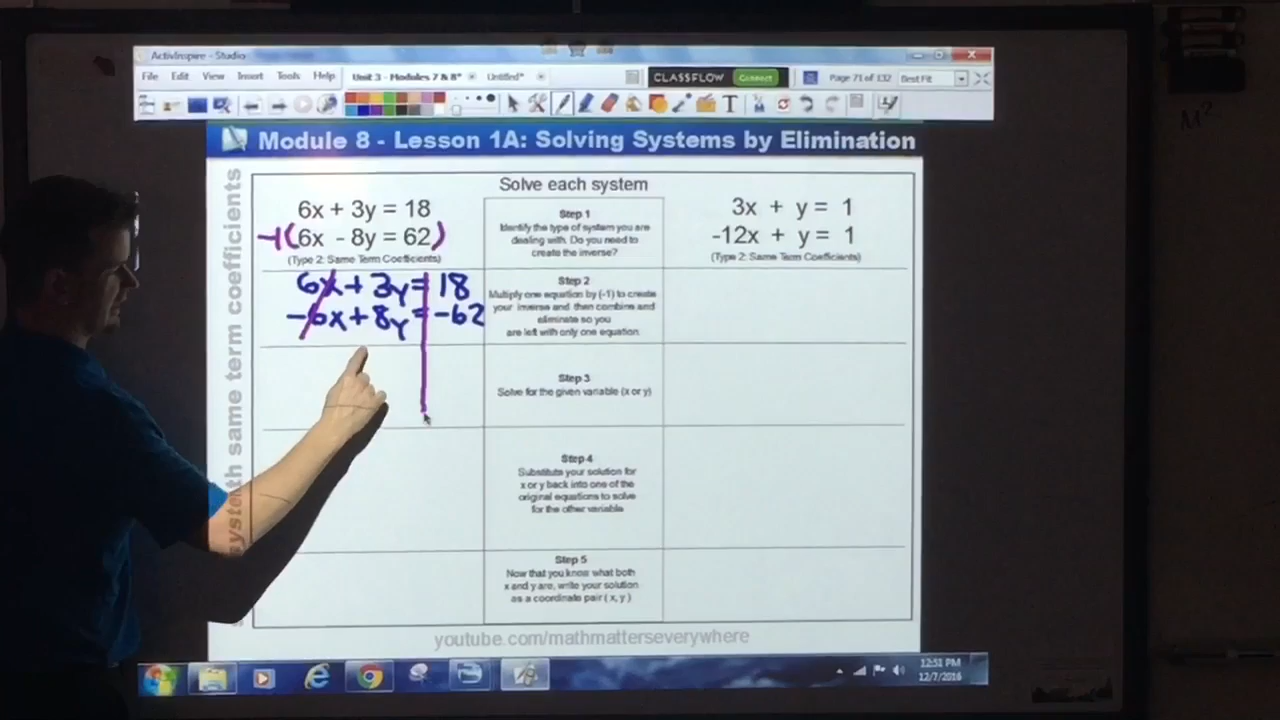 ActivInspire - Studio
File Edit View Insert Tools Help Unit 3 - Modules 7 & 8* Untitled* CLASSFLOW Connect Page 71 of 132 Best Fit
M²
Module 8 - Lesson 1A: Solving Systems by Elimination
system same term coefficients
Solve each system
6x + 3y = 18
-1(6x - 8y = 62)
(Type 2: Same Term Coefficients)
6x + 3y = 18
-6x + 8y = -62
Step 1
Identify the type of system you are
dealing with. Do you need to
create the inverse?
Step 2
Multiply one equation by (-1) to create
your inverse and then combine and
eliminate so you
are left with only one equation.
Step 3
Solve for the given variable (x or y)
Step 4
Substitute your solution for
x or y back into one of the
original equations to solve
for the other variable
Step 5
Now that you know what both
x and y are, write your solution
as a coordinate pair ( x, y )
3x + y = 1
-12x + y = 1
(Type 2: Same Term Coefficients)
youtube.com/mathmatterseverywhere
12:51 PM
12/7/2016